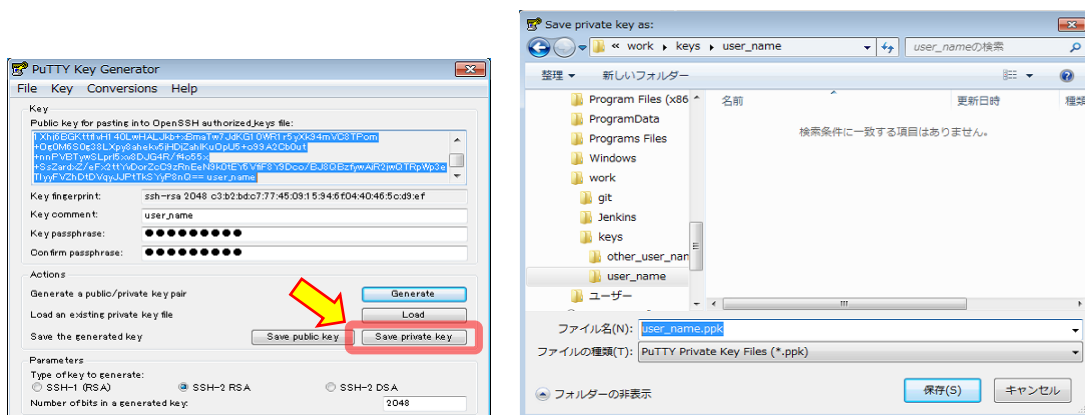 PuTTY Key Generator
File Key Conversions Help
Key
Public key for pasting into OpenSSH authorized_keys file:
TlyyFVZhDtDVqyJJPtTkSYyP8nQ== user_name
Key fingerprint: ssh-rsa 2048 c3:b2:bd:c7:77:45:09:15:94:6f:04:40:46:5c:d9:ef
Key comment: user_name
Key passphrase: ●●●●●●●●●
Confirm passphrase: ●●●●●●●●●
Actions
Generate a public/private key pair Generate
Load an existing private key file Load
Save the generated key Save public key Save private key
Parameters
Type of key to generate:
SSH-1 (RSA) SSH-2 RSA SSH-2 DSA
Number of bits in a generated key: 2048
Save private key as:
« work ▸ keys ▸ user_name user_nameの検索
整理 ▼ 新しいフォルダー
Program Files (x86
ProgramData
Programs Files
Windows
work
git
Jenkins
keys
other_user_nan
user_name
ユーザー
名前 更新日時 種類
検索条件に一致する項目はありません。
ファイル名(N): user_name.ppk
ファイルの種類(T): PuTTY Private Key Files (*.ppk)
フォルダーの非表示 保存(S) キャンセル